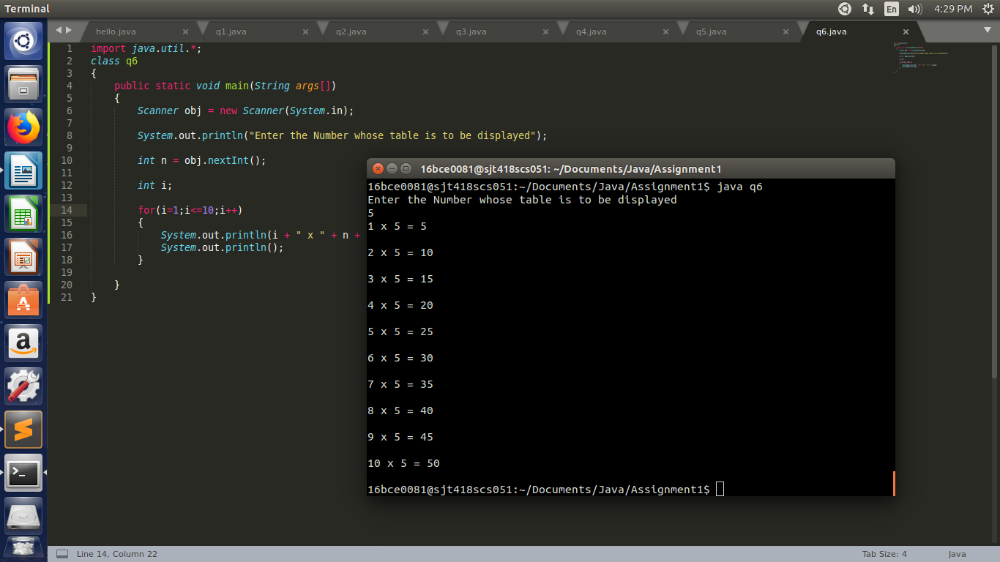 Terminal
En
4:29 PM
hello.java
q1.java
q2.java
q3.java
q4.java
q5.java
q6.java
1 import java.util.*;
2 class q6
3 {
4 public static void main(String args[])
5 {
6 Scanner obj = new Scanner(System.in);
7
8 System.out.println("Enter the Number whose table is to be displayed");
9
10 int n = obj.nextInt();
11
12 int i;
13
14 for(i=1;i<=10;i++)
15 {
16 System.out.println(i + " x " + n +
17 System.out.println();
18 }
19
20 }
21 }
16bce0081@sjt418scs051: ~/Documents/Java/Assignment1
16bce0081@sjt418scs051:~/Documents/Java/Assignment1$ java q6
Enter the Number whose table is to be displayed
5
1 x 5 = 5
2 x 5 = 10
3 x 5 = 15
4 x 5 = 20
5 x 5 = 25
6 x 5 = 30
7 x 5 = 35
8 x 5 = 40
9 x 5 = 45
10 x 5 = 50
16bce0081@sjt418scs051:~/Documents/Java/Assignment1$
Line 14, Column 22
Tab Size: 4
Java